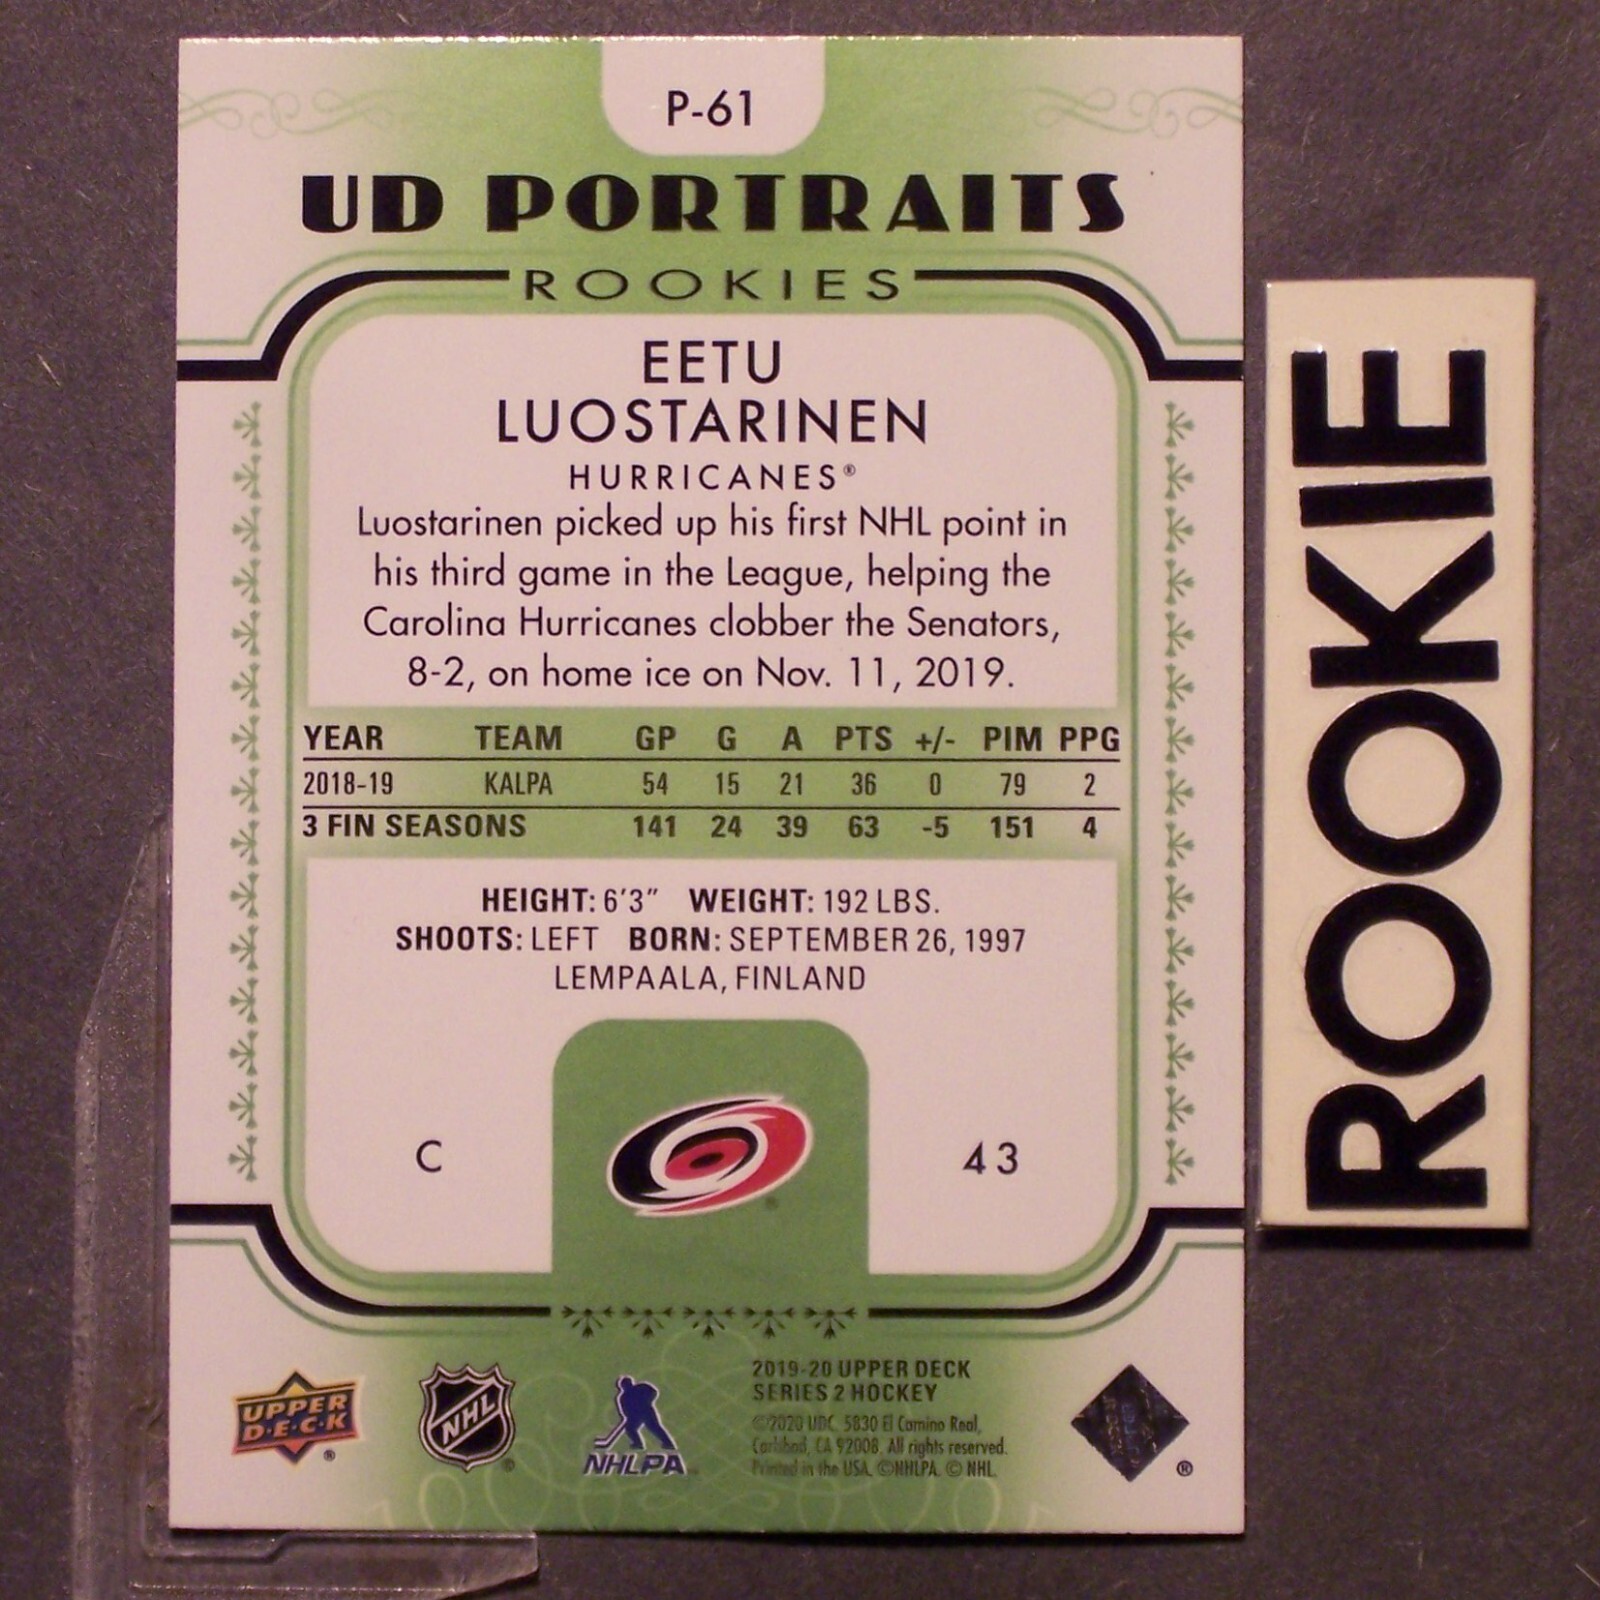 P-61
UD PORTRAITS
ROOKIES
EETU
LUOSTARINEN
HURRICANES®
Luostarinen picked up his first NHL point in
his third game in the League, helping the
Carolina Hurricanes clobber the Senators,
8-2, on home ice on Nov. 11, 2019.
YEAR TEAM GP G A PTS +/- PIM PPG
2018-19 KALPA 54 15 21 36 0 79 2
3 FIN SEASONS 141 24 39 63 -5 151 4
HEIGHT: 6'3" WEIGHT: 192 LBS.
SHOOTS: LEFT BORN: SEPTEMBER 26, 1997
LEMPAALA, FINLAND
C 43
UPPER
D·E·C·K
®
NHL
NHLPA
2019-20 UPPER DECK
SERIES 2 HOCKEY
©2020 UDC, 5830 El Camino Real,
Carlsbad, CA 92008. All rights reserved.
Printed in the USA. ©NHLPA. © NHL.
®
ROOKIE